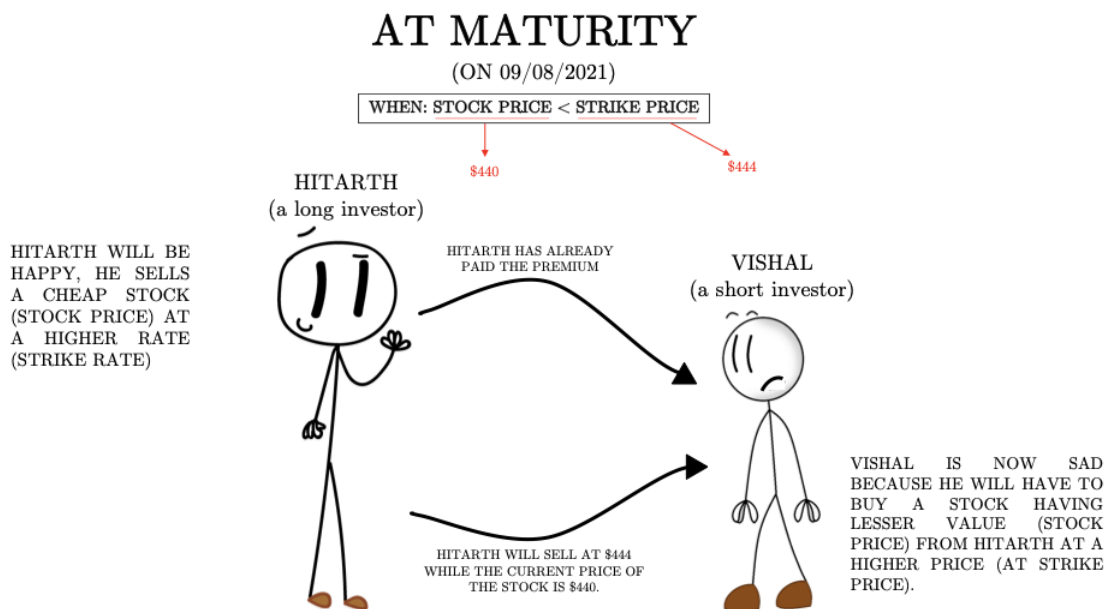 AT MATURITY
(ON 09/08/2021)
WHEN: STOCK PRICE < STRIKE PRICE
$440
$444
HITARTH
(a long investor)
HITARTH WILL BE
HAPPY, HE SELLS
A CHEAP STOCK
(STOCK PRICE) AT
A HIGHER RATE
(STRIKE RATE)
HITARTH HAS ALREADY
PAID THE PREMIUM
VISHAL
(a short investor)
HITARTH WILL SELL AT $444
WHILE THE CURRENT PRICE OF
THE STOCK IS $440.
VISHAL IS NOW SAD
BECAUSE HE WILL HAVE TO
BUY A STOCK HAVING
LESSER VALUE (STOCK
PRICE) FROM HITARTH AT A
HIGHER PRICE (AT STRIKE
PRICE).